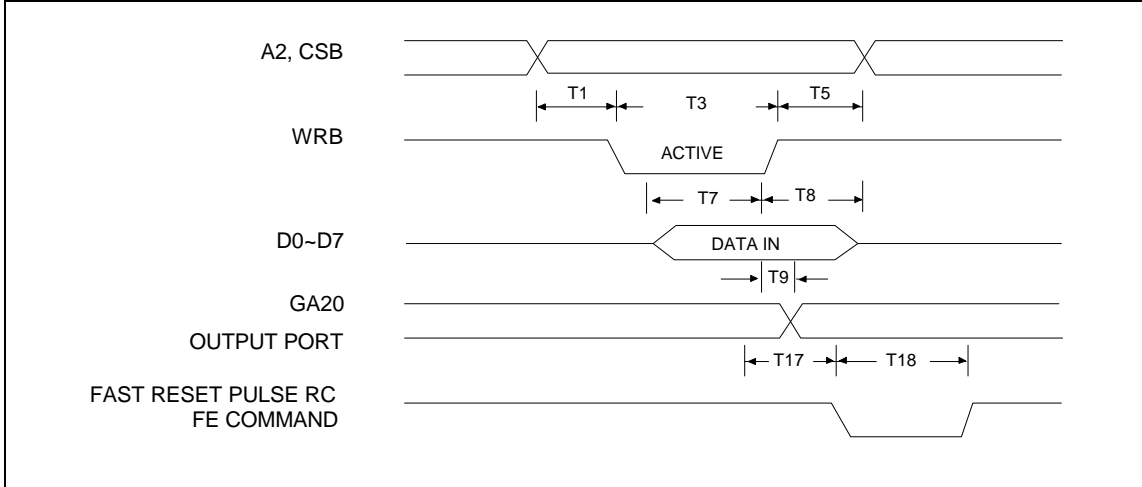 A2, CSB
T1
T3
T5
WRB
ACTIVE
T7
T8
D0~D7
DATA IN
T9
GA20
OUTPUT PORT
T17
T18
FAST RESET PULSE RC
FE COMMAND